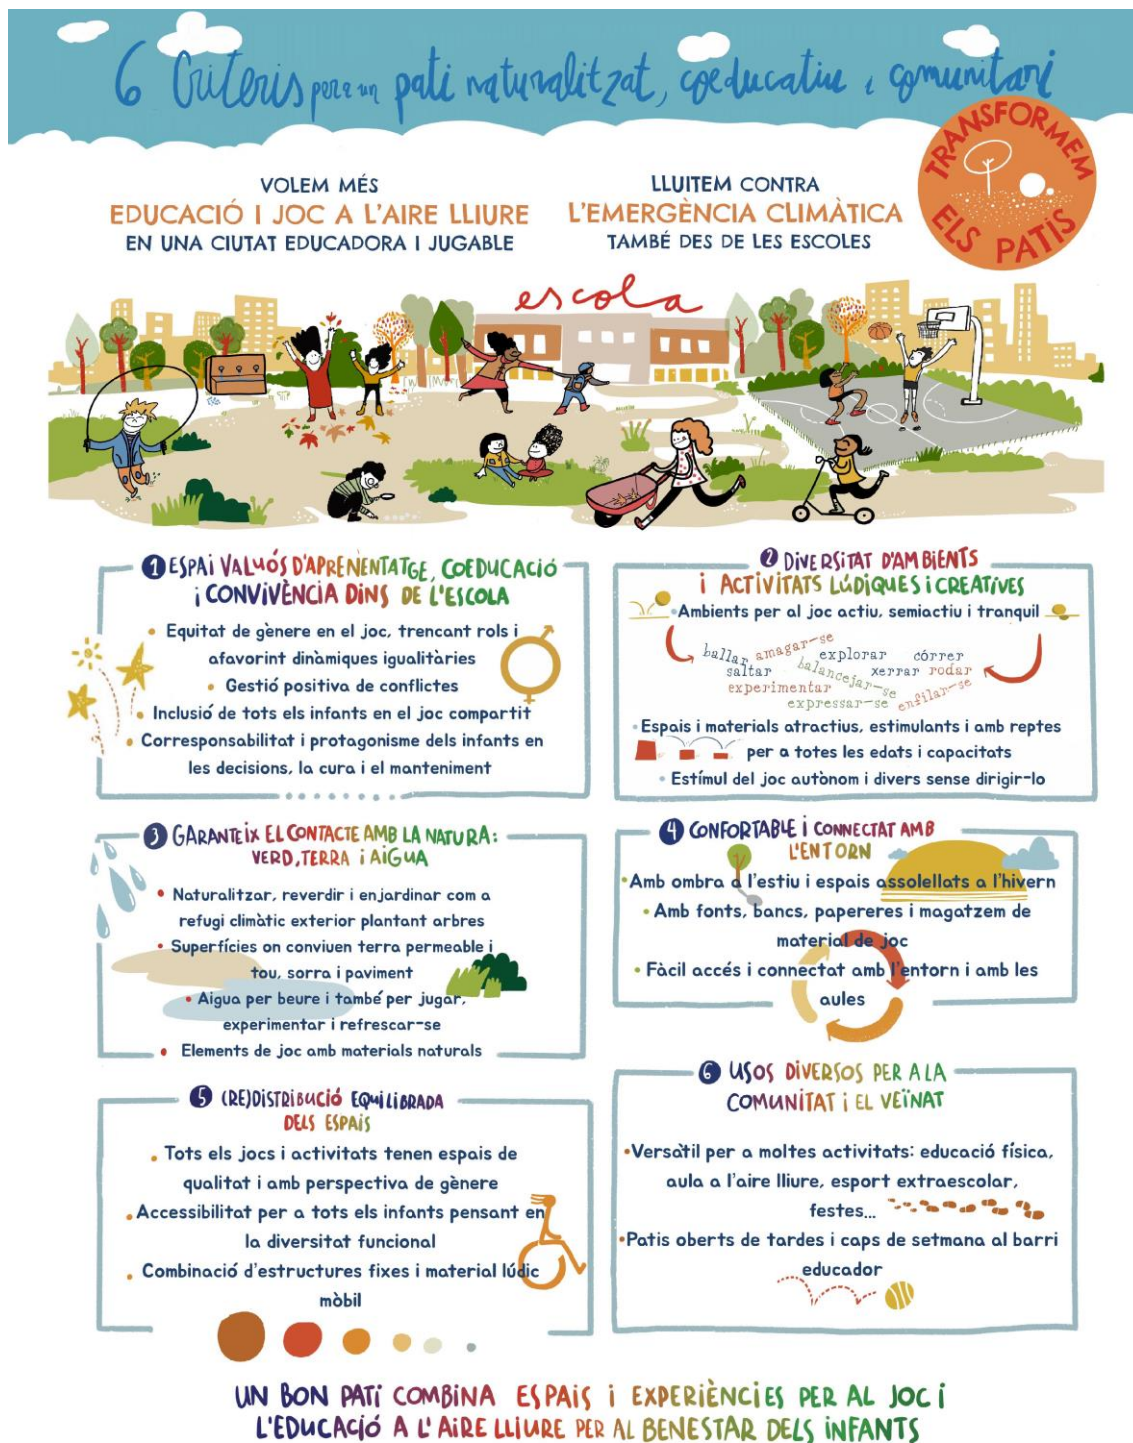 6 Criteris per a un pati naturalitzat, coeducatiu i comunitari
TRANSFORMEM
ELS PATIS
VOLEM MÉS
EDUCACIÓ I JOC A L'AIRE LLIURE
EN UNA CIUTAT EDUCADORA I JUGABLE
LLUITEM CONTRA
L'EMERGÈNCIA CLIMÀTICA
TAMBÉ DES DE LES ESCOLES
escola
1 ESPAI VALUÓS D'APRENENTATGE, COEDUCACIÓ
i CONVIVÈNCIA DINS DE L'ESCOLA
• Equitat de gènere en el joc, trencant rols i
afavorint dinàmiques igualitàries
• Gestió positiva de conflictes
• Inclusió de tots els infants en el joc compartit
• Corresponsabilitat i protagonisme dels infants en
les decisions, la cura i el manteniment
2 DIVERSITAT D'AMBIENTS
i ACTIVITATS LÚDIQUES i CREATIVES
• Ambients per al joc actiu, semiactiu i tranquil
ballar amagar-se explorar córrer
saltar balancejar-se xerrar rodar
experimentar expressar-se enfilar-se
• Espais i materials atractius, estimulants i amb reptes
per a totes les edats i capacitats
• Estímul del joc autònom i divers sense dirigir-lo
3 GARANTEIX EL CONTACTE AMB LA NATURA:
VERD, TERRA i AIGUA
• Naturalitzar, reverdir i enjardinar com a
refugi climàtic exterior plantant arbres
• Superfícies on conviuen terra permeable i
tou, sorra i paviment
• Aigua per beure i també per jugar,
experimentar i refrescar-se
• Elements de joc amb materials naturals
4 CONFORTABLE i CONNECTAT AMB
L'ENTORN
• Amb ombra a l'estiu i espais assolellats a l'hivern
• Amb fonts, bancs, papereres i magatzem de
material de joc
• Fàcil accés i connectat amb l'entorn i amb les
aules
5 (RE)DISTRIBUCIÓ EQUILIBRADA
DELS ESPAIS
• Tots els jocs i activitats tenen espais de
qualitat i amb perspectiva de gènere
• Accessibilitat per a tots els infants pensant en
la diversitat funcional
• Combinació d'estructures fixes i material lúdic
mòbil
6 USOS DIVERSOS PER A LA
COMUNITAT i EL VEÏNAT
• Versàtil per a moltes activitats: educació física,
aula a l'aire lliure, esport extraescolar,
festes...
• Patis oberts de tardes i caps de setmana al barri
educador
UN BON PATI COMBINA ESPAIS i EXPERIÈNCIES PER AL JOC i
L'EDUCACIÓ A L'AIRE LLIURE PER AL BENESTAR DELS INFANTS